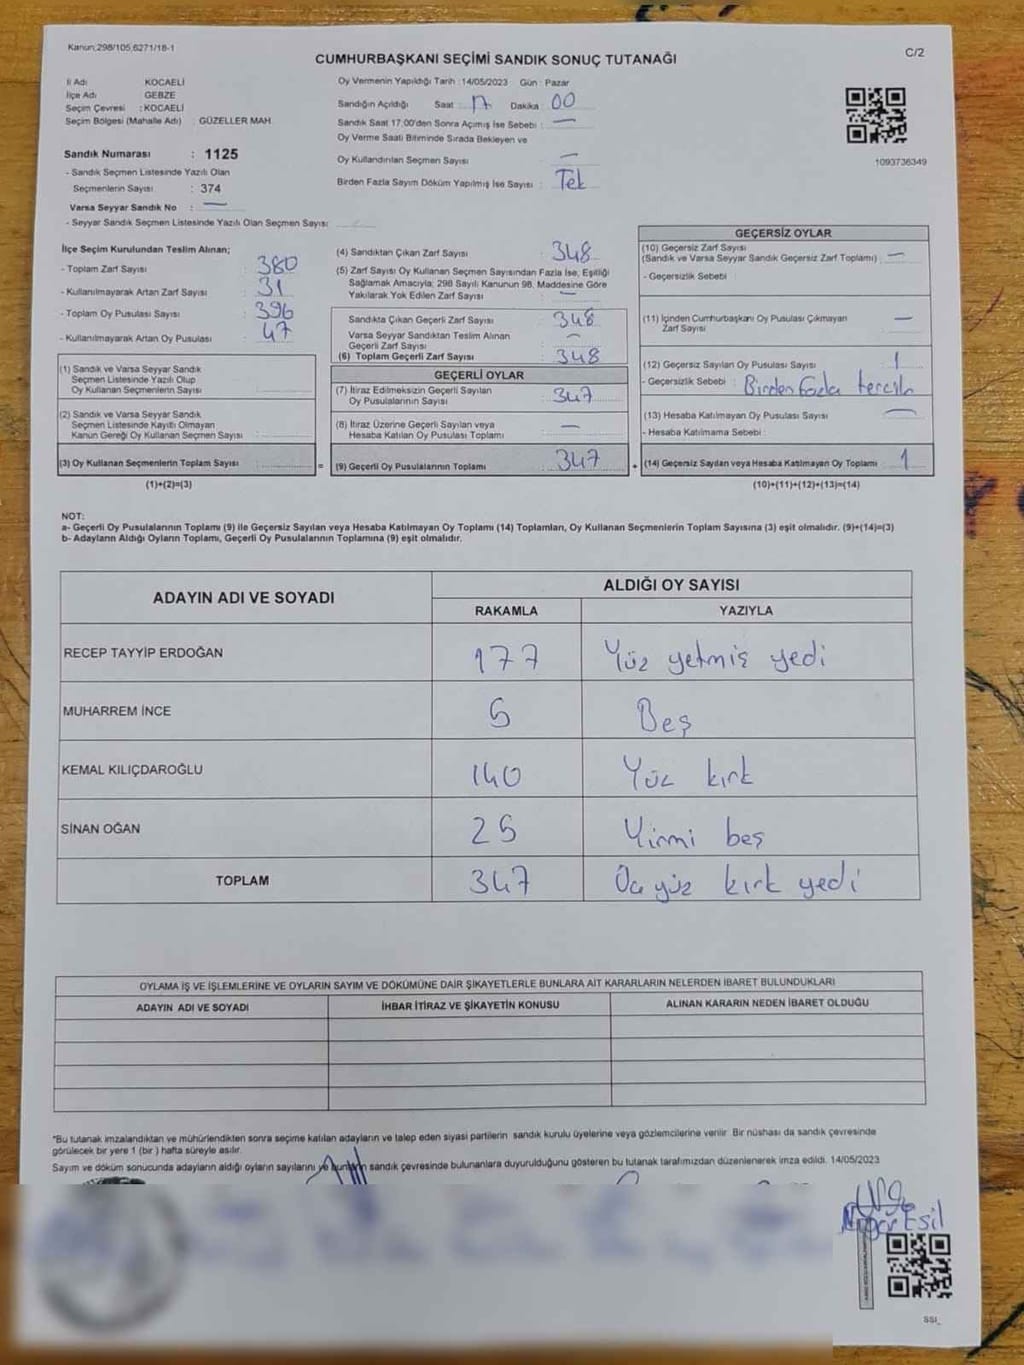 Kanun;298/105,6271/18-1
C/2
CUMHURBAŞKANI SEÇİMİ SANDIK SONUÇ TUTANAĞI
İl Adı KOCAELİ
İlçe Adı GEBZE
Seçim Çevresi : KOCAELİ
Seçim Bölgesi (Mahalle Adı) GÜZELLER MAH.
Sandık Numarası : 1125
- Sandık Seçmen Listesinde Yazılı Olan
Seçmenlerin Sayısı : 374
Varsa Seyyar Sandık No : —
- Seyyar Sandık Seçmen Listesinde Yazılı Olan Seçmen Sayısı :
Oy Vermenin Yapıldığı Tarih : 14/05/2023 Gün : Pazar
Sandığın Açıldığı Saat 17 Dakika 00
Sandık Saat 17:00'den Sonra Açımış İse Sebebi : —
Oy Verme Saati Bitiminde Sırada Bekleyen ve
Oy Kullandırılan Seçmen Sayısı —
Birden Fazla Sayım Döküm Yapılmış İse Sayısı : Tek
1093736349
İlçe Seçim Kurulundan Teslim Alınan;
- Toplam Zarf Sayısı : 380
- Kullanılmayarak Artan Zarf Sayısı : 31
- Toplam Oy Pusulası Sayısı : 396
- Kullanılmayarak Artan Oy Pusulası : 47
(1) Sandık ve Varsa Seyyar Sandık
Seçmen Listesinde Yazılı Olup
Oy Kullanan Seçmenlerin Sayısı
(2) Sandık ve Varsa Seyyar Sandık
Seçmen Listesinde Kayıtlı Olmayan
Kanun Gereği Oy Kullanan Seçmen Sayısı
(3) Oy Kullanan Seçmenlerin Toplam Sayısı :
(1)+(2)=(3)
(4) Sandıktan Çıkan Zarf Sayısı : 348
(5) Zarf Sayısı Oy Kullanan Seçmen Sayısından Fazla İse, Eşitliği
Sağlamak Amacıyla; 298 Sayılı Kanunun 98. Maddesine Göre
Yakılarak Yok Edilen Zarf Sayısı : —
Sandıkta Çıkan Geçerli Zarf Sayısı : 348
Varsa Seyyar Sandıktan Teslim Alınan
Geçerli Zarf Sayısı : —
(6) Toplam Geçerli Zarf Sayısı : 348
GEÇERLİ OYLAR
(7) İtiraz Edilmeksizin Geçerli Sayılan
Oy Pusulalarının Sayısı : 347
(8) İtiraz Üzerine Geçerli Sayılan veya
Hesaba Katılan Oy Pusulası Toplamı : —
= (9) Geçerli Oy Pusulalarının Toplamı : 347
GEÇERSİZ OYLAR
(10) Geçersiz Zarf Sayısı
(Sandık ve Varsa Seyyar Sandık Geçersiz Zarf Toplamı) : —
- Geçersizlik Sebebi :
(11) İçinden Cumhurbaşkanı Oy Pusulası Çıkmayan
Zarf Sayısı : —
(12) Geçersiz Sayılan Oy Pusulası Sayısı : 1
- Geçersizlik Sebebi : Birden fazla tercih
(13) Hesaba Katılmayan Oy Pusulası Sayısı : —
- Hesaba Katılmama Sebebi :
+ (14) Geçersiz Sayılan veya Hesaba Katılmayan Oy Toplamı : 1
(10)+(11)+(12)+(13)=(14)
NOT:
a- Geçerli Oy Pusulalarının Toplamı (9) ile Geçersiz Sayılan veya Hesaba Katılmayan Oy Toplamı (14) Toplamları, Oy Kullanan Seçmenlerin Toplam Sayısına (3) eşit olmalıdır. (9)+(14)=(3)
b- Adayların Aldığı Oyların Toplamı, Geçerli Oy Pusulalarının Toplamına (9) eşit olmalıdır.
ADAYIN ADI VE SOYADI ALDIĞI OY SAYISI
RAKAMLA YAZIYLA
RECEP TAYYİP ERDOĞAN 177 Yüz yetmiş yedi
MUHARREM İNCE 5 Beş
KEMAL KILIÇDAROĞLU 140 Yüz kırk
SİNAN OĞAN 25 Yirmi beş
TOPLAM 347 Üç yüz kırk yedi
OYLAMA İŞ VE İŞLEMLERİNE VE OYLARIN SAYIM VE DÖKÜMÜNE DAİR ŞİKAYETLERLE BUNLARA AİT KARARLARIN NELERDEN İBARET BULUNDUKLARI
ADAYIN ADI VE SOYADI İHBAR İTİRAZ VE ŞİKAYETİN KONUSU ALINAN KARARIN NEDEN İBARET OLDUĞU
*Bu tutanak imzalandıktan ve mühürlendikten sonra seçime katılan adayların ve talep eden siyasi partilerin sandık kurulu üyelerine veya gözlemcilerine verilir. Bir nüshası da sandık çevresinde
görülecek bir yere 1 (bir) hafta süreyle asılır.
Sayım ve döküm sonucunda adayların aldığı oyların sayılarını ve bunların sandık çevresinde bulunanlara duyurulduğunu gösteren bu tutanak tarafımızdan düzenlenerek imza edildi. 14/05/2023